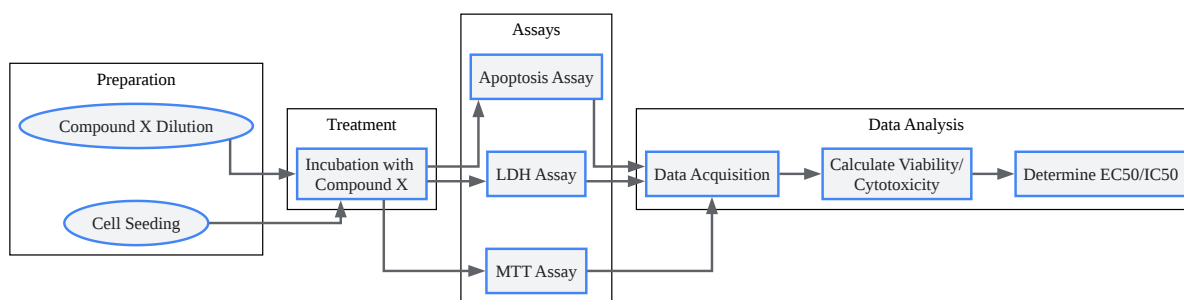 Preparation
Compound X Dilution
Cell Seeding
Treatment
Incubation with
Compound X
Assays
Apoptosis Assay
LDH Assay
MTT Assay
Data Analysis
Data Acquisition
Calculate Viability/
Cytotoxicity
Determine EC50/IC50